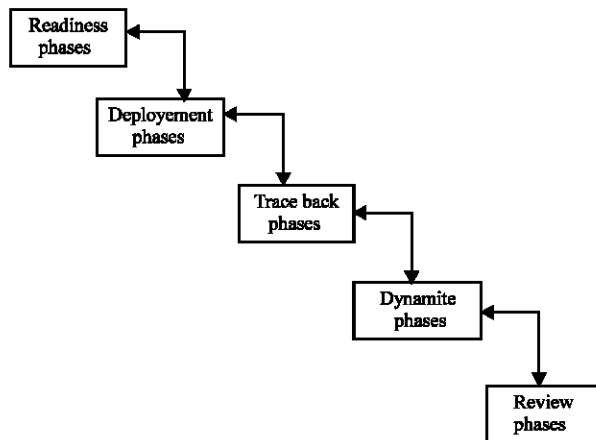 Readiness
phases
Deployement
phases
Trace back
phases
Dynamite
phases
Review
phases